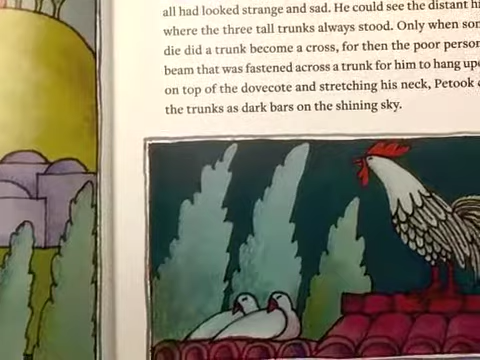 all had looked strange and sad. He could see the distant
where the three tall trunks always stood. Only when
die did a trunk become a cross, for then the poor
beam that was fastened across a trunk for him to hang
on top of the dovecote and stretching his neck, Petook
the trunks as dark bars on the shining sky.